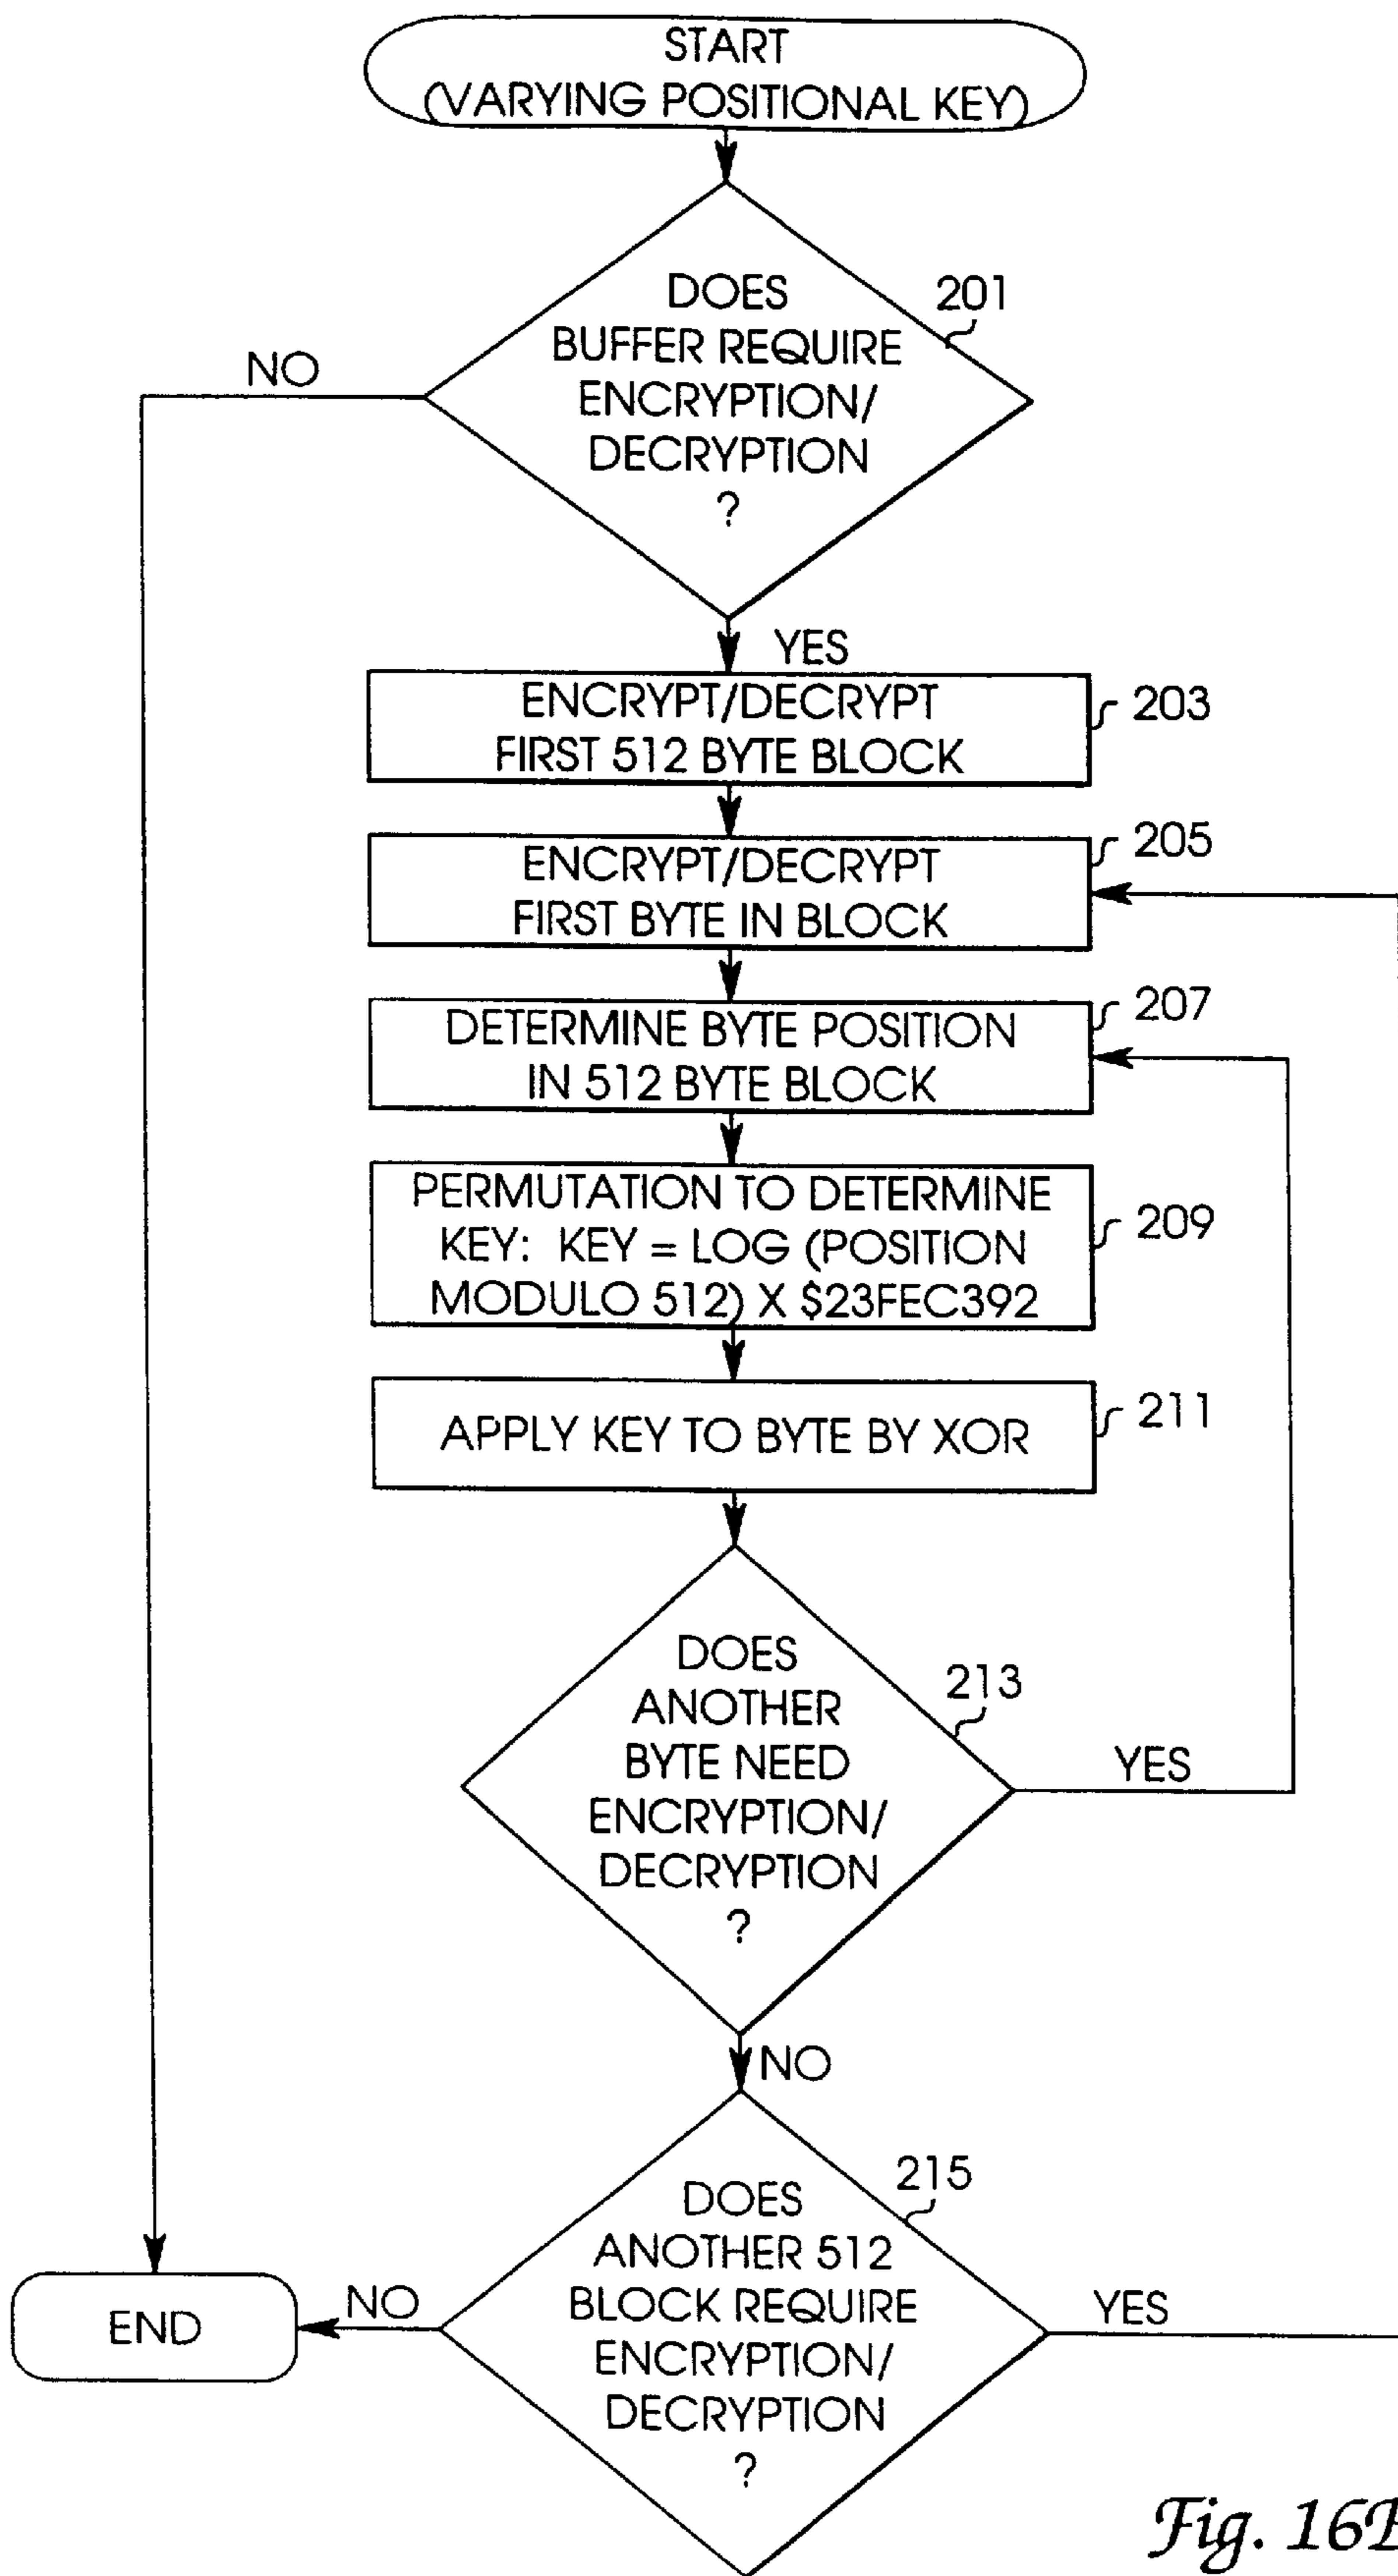 START
(VARYING POSITIONAL KEY)
DOES
BUFFER REQUIRE
ENCRYPTION/
DECRYPTION
?
201
NO
YES
ENCRYPT/DECRYPT
FIRST 512 BYTE BLOCK
203
ENCRYPT/DECRYPT
FIRST BYTE IN BLOCK
205
DETERMINE BYTE POSITION
IN 512 BYTE BLOCK
207
PERMUTATION TO DETERMINE
KEY: KEY = LOG (POSITION
MODULO 512) X $23FEC392
209
APPLY KEY TO BYTE BY XOR
211
DOES
ANOTHER
BYTE NEED
ENCRYPTION/
DECRYPTION
?
213
YES
NO
DOES
ANOTHER 512
BLOCK REQUIRE
ENCRYPTION/
DECRYPTION
?
215
YES
NO
END
Fig.